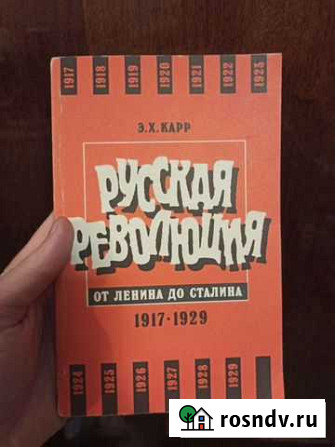 1917 1918 1919 1920 1921 1922 1923
Э.Х. КАРР
РУССКАЯ
РЕВОЛЮЦИЯ
ОТ ЛЕНИНА ДО СТАЛИНА
1917·1929
1924 1925 1926 1927 1928 1929
rosndv.ru